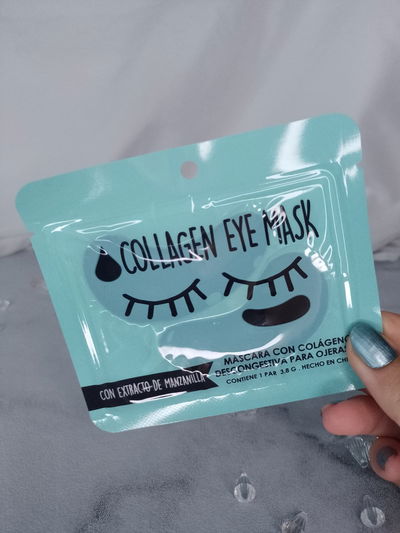 COLLAGEN EYE MASK
MASCARA CON COLÁGENO
DESCONGESTIVA PARA OJERAS
CONTIENE 1 PAR 3.8 G . HECHO EN
CON EXTRACTO DE MANZANILLA